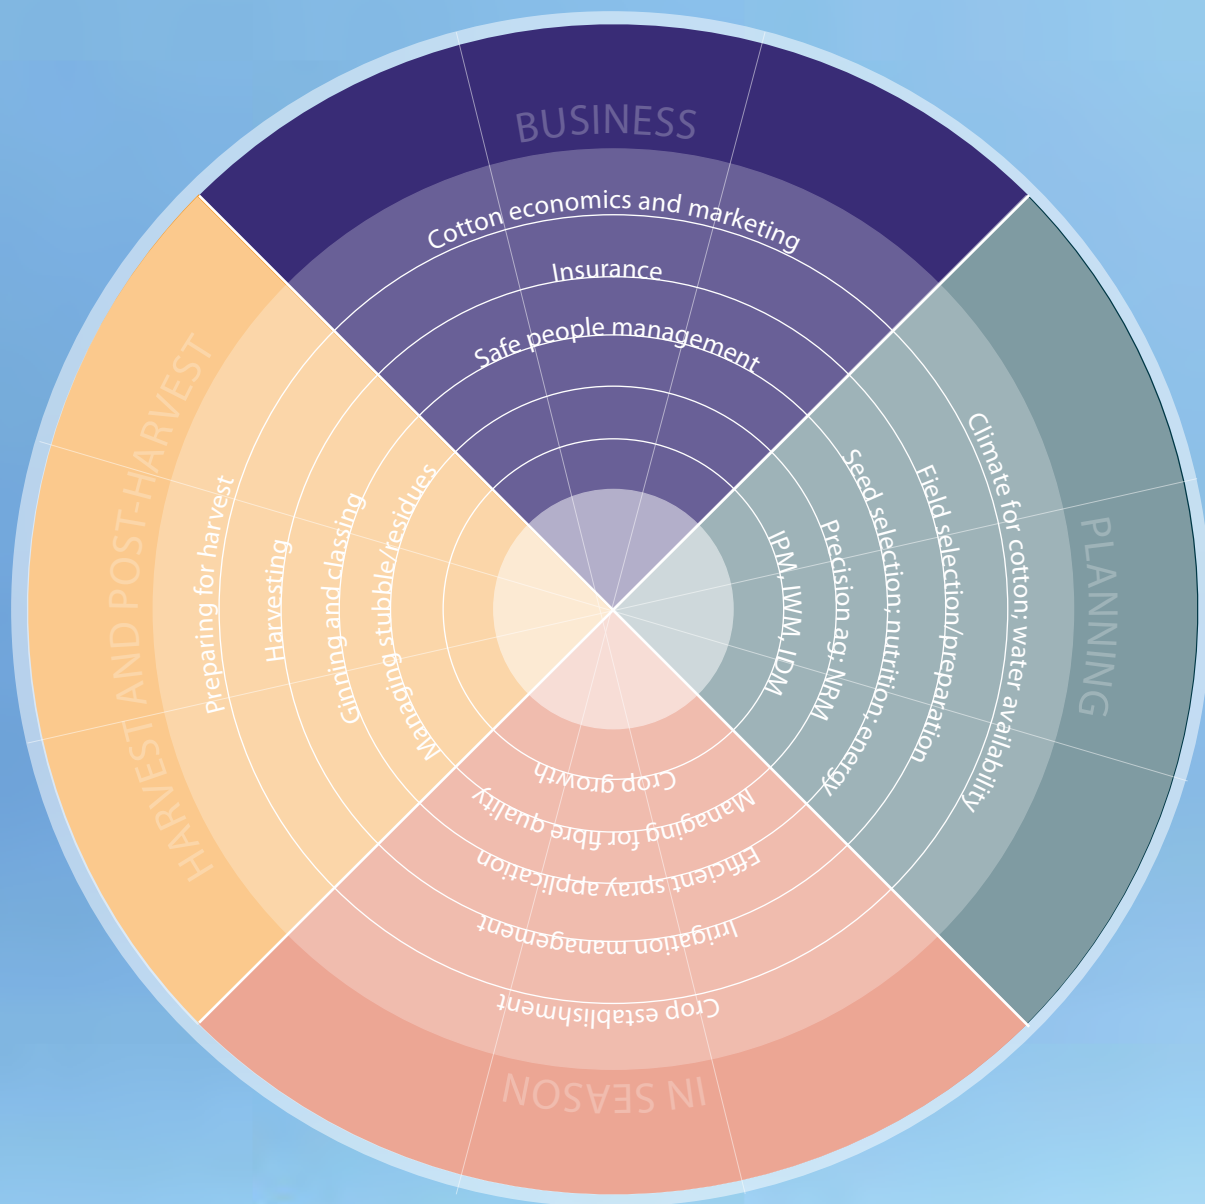 BUSINESS
Cotton economics and marketing
Insurance
Safe people management
PLANNING
Climate for cotton; water availability
Field selection/preparation
Seed selection; nutrition; energy
Precision ag; NRM
IPM, IWM, IDM
IN SEASON
Crop establishment
Irrigation management
Efficient spray application
Managing for fibre quality
Crop growth
HARVEST AND POST-HARVEST
Preparing for harvest
Harvesting
Ginning and classing
Managing stubble/residues